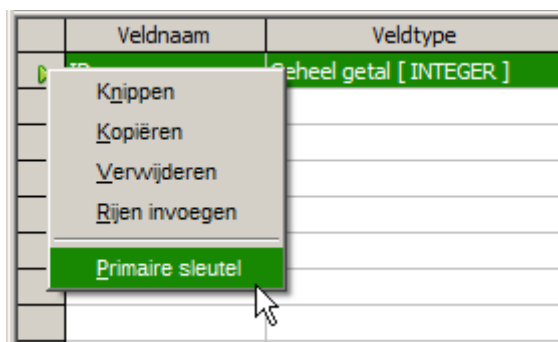 Veldnaam Veldtype
Geheel getal [ INTEGER ]
Knippen
Kopiëren
Verwijderen
Rijen invoegen
Primaire sleutel